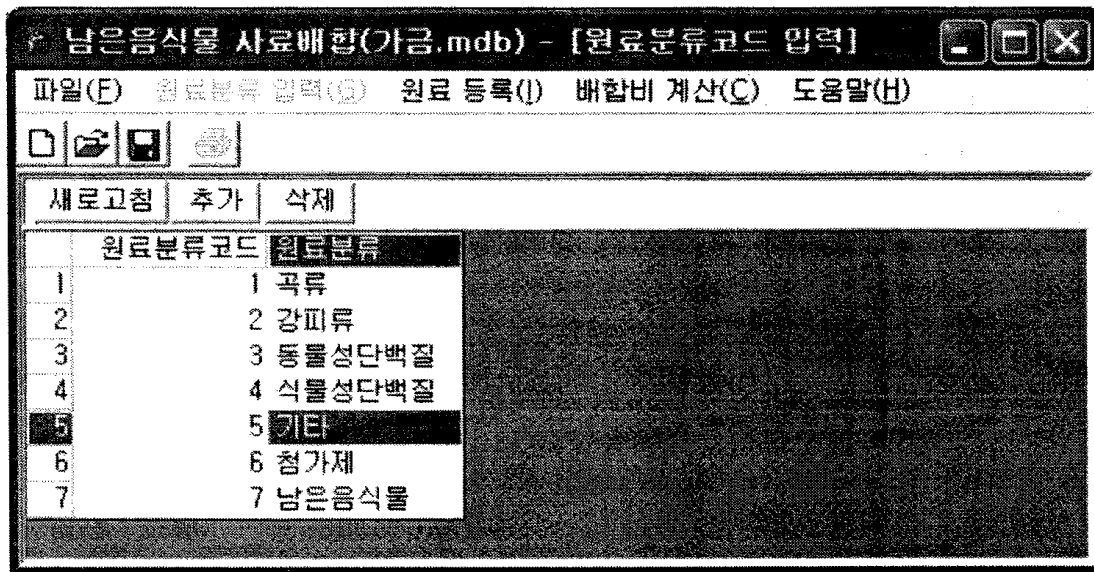 남은음식물 사료배합(가금.mdb) - [원료분류코드 입력]
파일(F) 원료분류 입력(G) 원료 등록(I) 배합비 계산(C) 도움말(H)
새로고침 추가 삭제
원료분류코드 원료분류
1 1 곡류
2 2 강피류
3 3 동물성단백질
4 4 식물성단백질
5 5 기타
6 6 첨가제
7 7 남은음식물